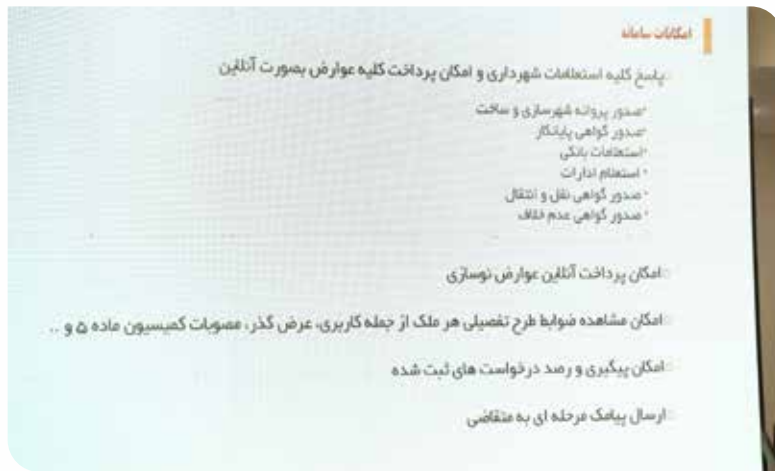 امکانات سامانه
پاسخ کلیه استعلامات شهرداری و امکان پرداخت کلیه عوارض بصورت آنلاین
صدور پروانه شهرسازی و ساخت
صدور گواهی پایانکار
استعلامات بانکی
استعلام ادارات
صدور گواهی نقل و انتقال
صدور گواهی عدم خلاف
امکان پرداخت آنلاین عوارض نوسازی
امکان مشاهده ضوابط طرح تفصیلی هر ملک از جمله کاربری، عرض گذر، مصوبات کمیسیون ماده ۵ و ..
امکان پیگیری و رصد درخواست های ثبت شده
ارسال پیامک مرحله ای به متقاضی